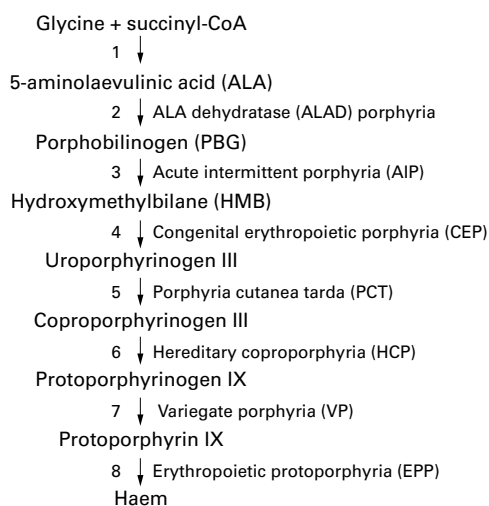 Glycine + succinyl-CoA
1
5-aminolaevulinic acid (ALA)
2 ALA dehydratase (ALAD) porphyria
Porphobilinogen (PBG)
3 Acute intermittent porphyria (AIP)
Hydroxymethylbilane (HMB)
4 Congenital erythropoietic porphyria (CEP)
Uroporphyrinogen III
5 Porphyria cutanea tarda (PCT)
Coproporphyrinogen III
6 Hereditary coproporphyria (HCP)
Protoporphyrinogen IX
7 Variegate porphyria (VP)
Protoporphyrin IX
8 Erythropoietic protoporphyria (EPP)
Haem